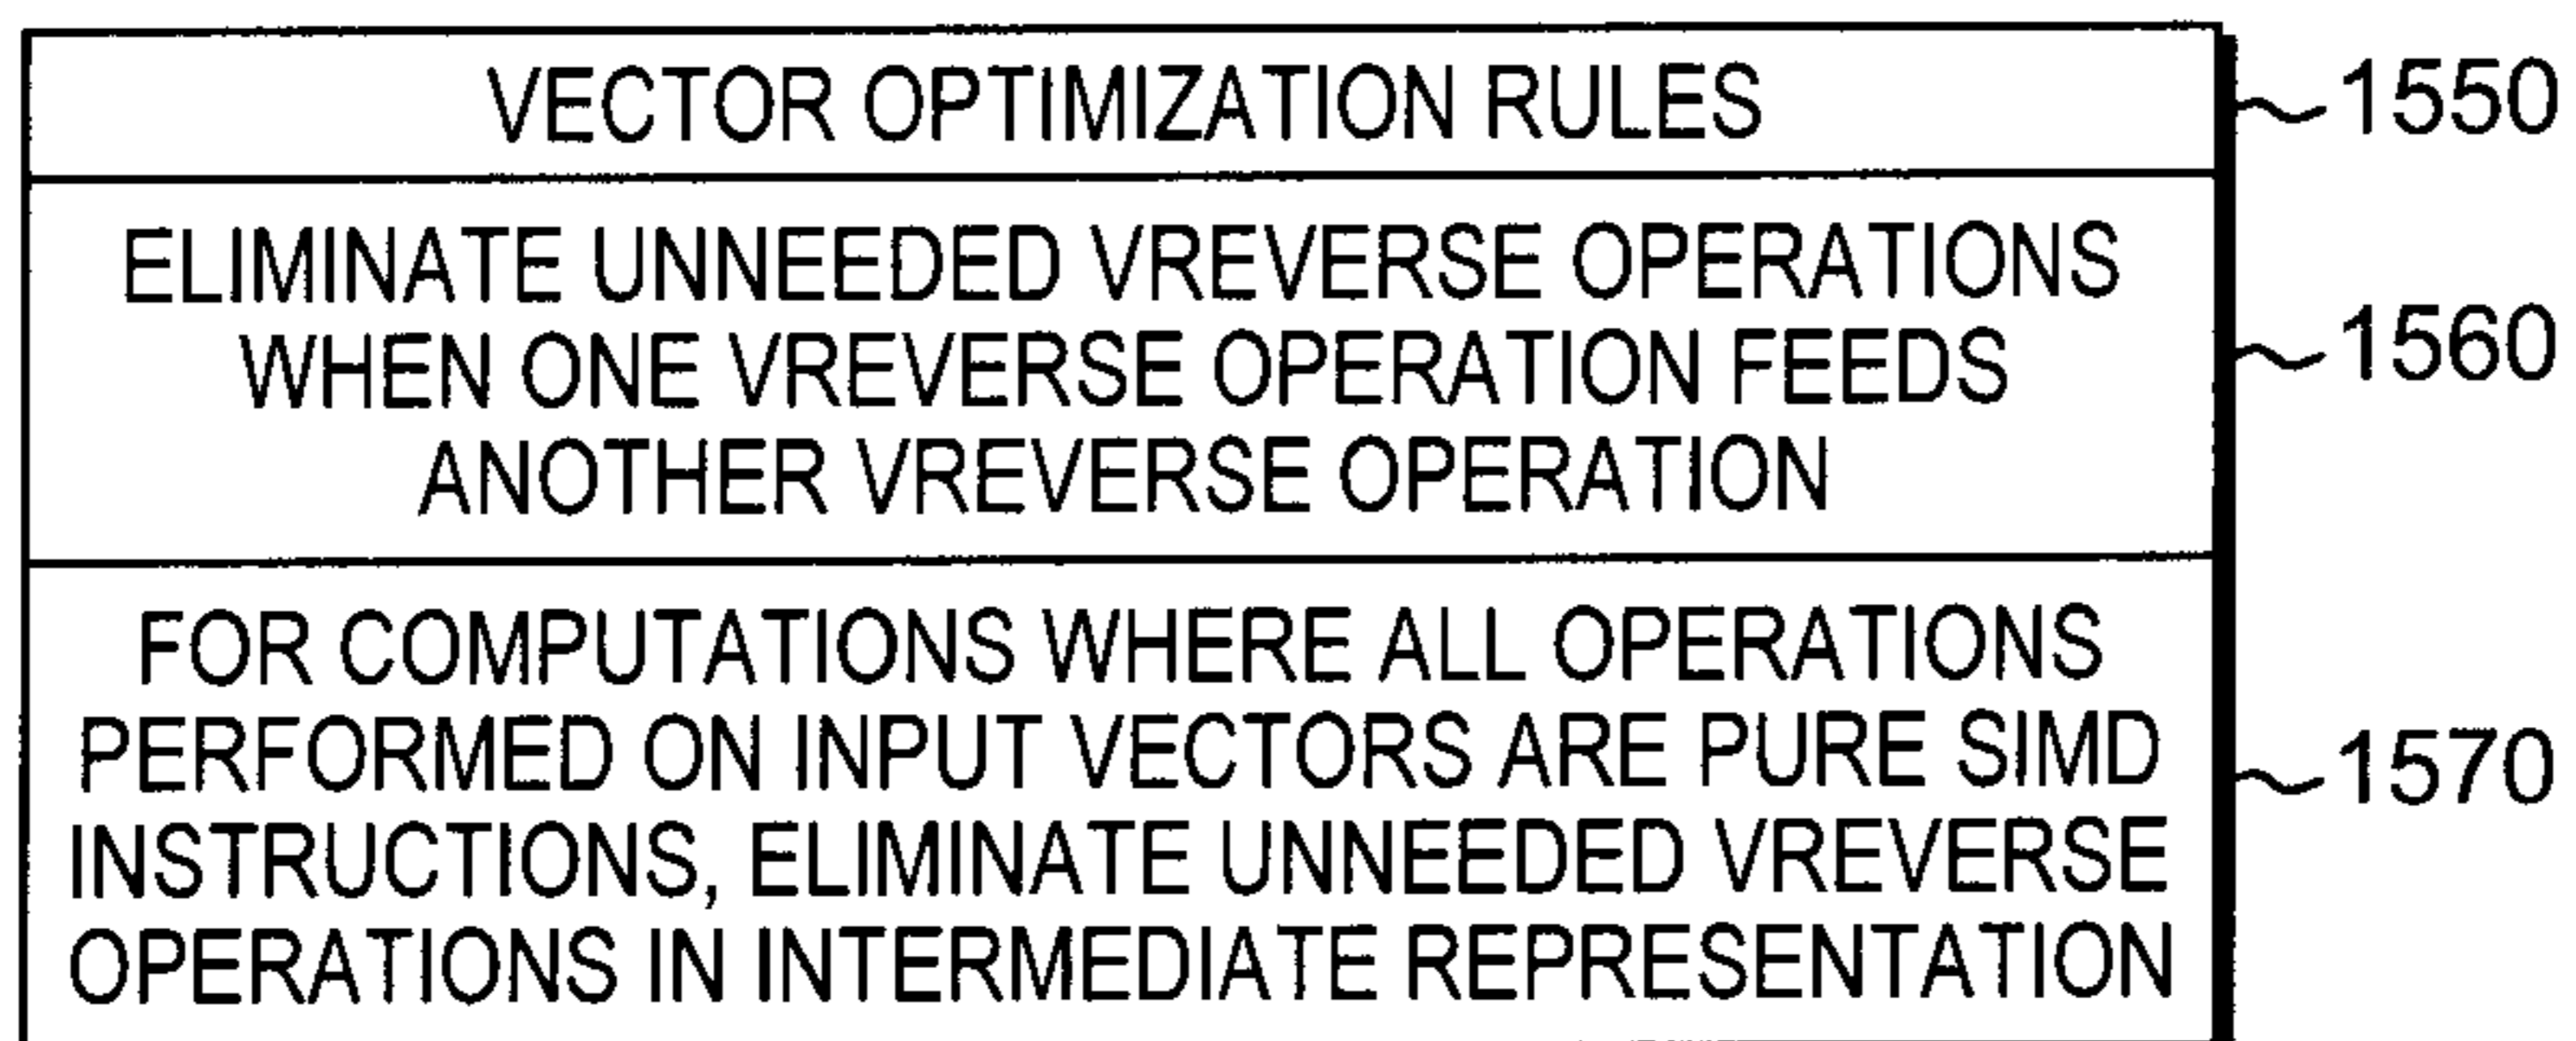 VECTOR OPTIMIZATION RULES
1550
ELIMINATE UNNEEDED VREVERSE OPERATIONS
WHEN ONE VREVERSE OPERATION FEEDS
ANOTHER VREVERSE OPERATION
1560
FOR COMPUTATIONS WHERE ALL OPERATIONS
PERFORMED ON INPUT VECTORS ARE PURE SIMD
INSTRUCTIONS, ELIMINATE UNNEEDED VREVERSE
OPERATIONS IN INTERMEDIATE REPRESENTATION
1570